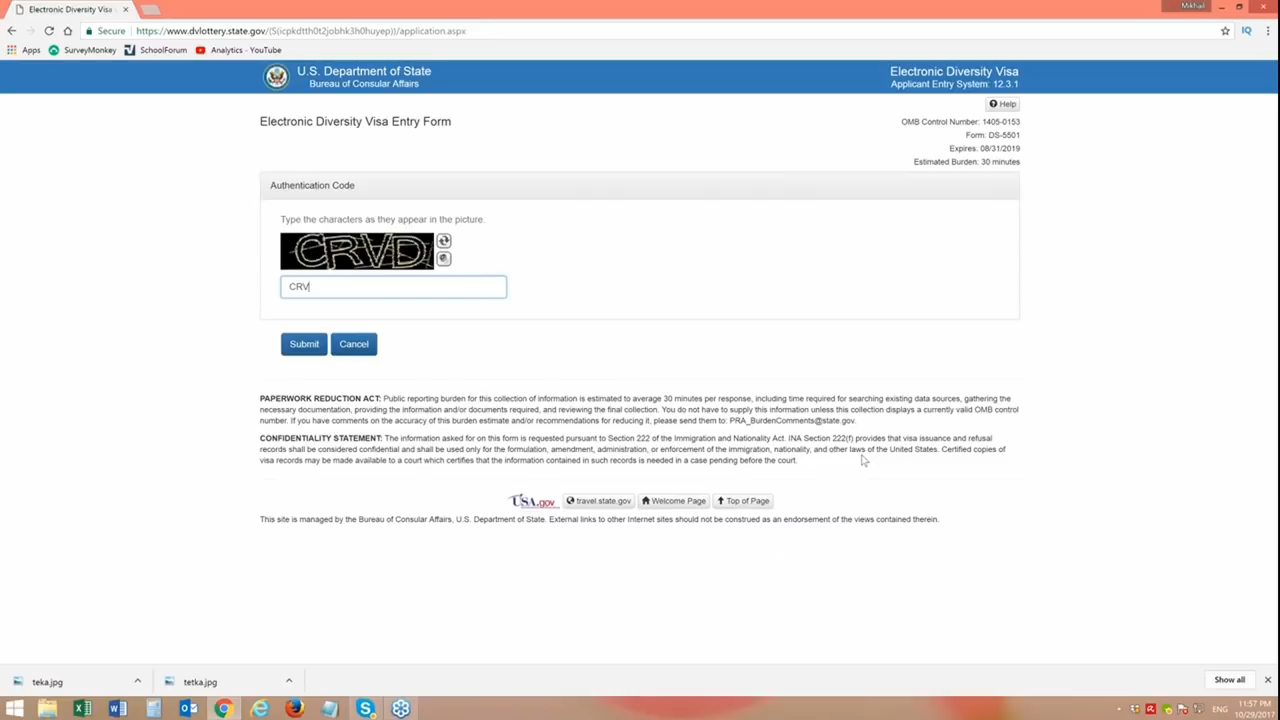 Electronic Diversity Visa
Mikhail
Secure
https://www.dvlottery.state.gov/(S(icpkdtth0t2jobhk3h0huyep))/application.aspx
IQ
Apps SurveyMonkey SchoolForum Analytics - YouTube
U.S. Department of State
Bureau of Consular Affairs
Electronic Diversity Visa
Applicant Entry System: 12.3.1
Help
Electronic Diversity Visa Entry Form
OMB Control Number: 1405-0153
Form: DS-5501
Expires: 08/31/2019
Estimated Burden: 30 minutes
Authentication Code
Type the characters as they appear in the picture.
CRVD
CRV
Submit Cancel
PAPERWORK REDUCTION ACT: Public reporting burden for this collection of information is estimated to average 30 minutes per response, including time required for searching existing data sources, gathering the
necessary documentation, providing the information and/or documents required, and reviewing the final collection. You do not have to supply this information unless this collection displays a currently valid OMB control
number. If you have comments on the accuracy of this burden estimate and/or recommendations for reducing it, please send them to: PRA_BurdenComments@state.gov.
CONFIDENTIALITY STATEMENT: The information asked for on this form is requested pursuant to Section 222 of the Immigration and Nationality Act. INA Section 222(f) provides that visa issuance and refusal
records shall be considered confidential and shall be used only for the formulation, amendment, administration, or enforcement of the immigration, nationality, and other laws of the United States. Certified copies of
visa records may be made available to a court which certifies that the information contained in such records is needed in a case pending before the court.
USA.gov travel.state.gov Welcome Page Top of Page
This site is managed by the Bureau of Consular Affairs, U.S. Department of State. External links to other Internet sites should not be construed as an endorsement of the views contained therein.
teka.jpg tetka.jpg Show all
ENG
11:57 PM
10/29/2017